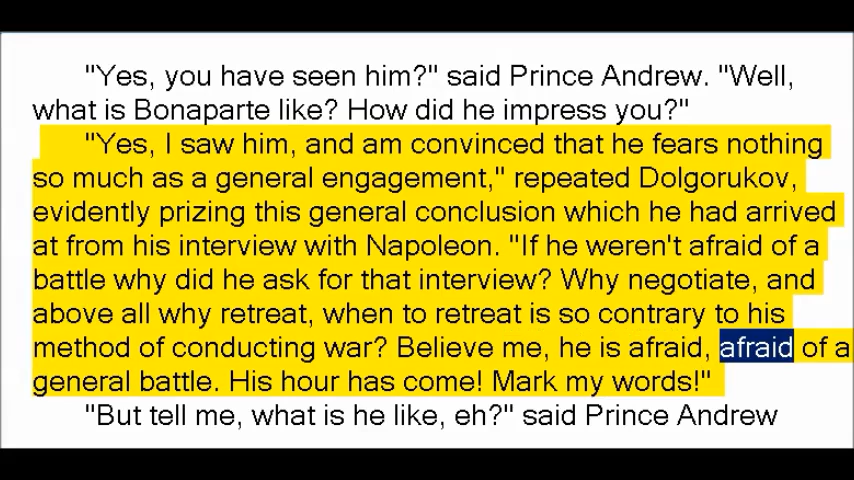 "Yes, you have seen him?" said Prince Andrew. "Well,
what is Bonaparte like? How did he impress you?"
"Yes, I saw him, and am convinced that he fears nothing
so much as a general engagement," repeated Dolgorukov,
evidently prizing this general conclusion which he had arrived
at from his interview with Napoleon. "If he weren't afraid of a
battle why did he ask for that interview? Why negotiate, and
above all why retreat, when to retreat is so contrary to his
method of conducting war? Believe me, he is afraid, afraid of a
general battle. His hour has come! Mark my words!"
"But tell me, what is he like, eh?" said Prince Andrew